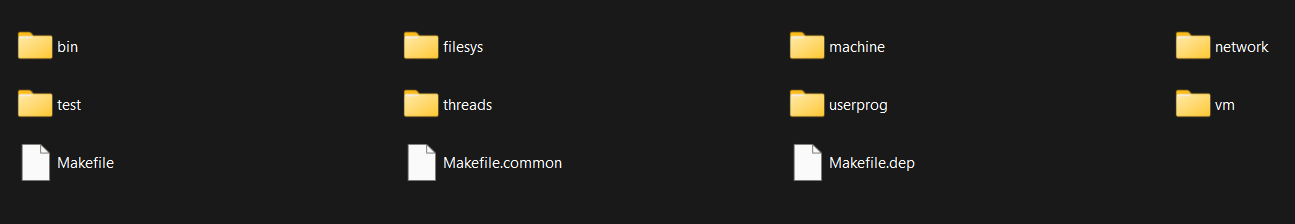 bin
filesys
machine
network
test
threads
userprog
vm
Makefile
Makefile.common
Makefile.dep